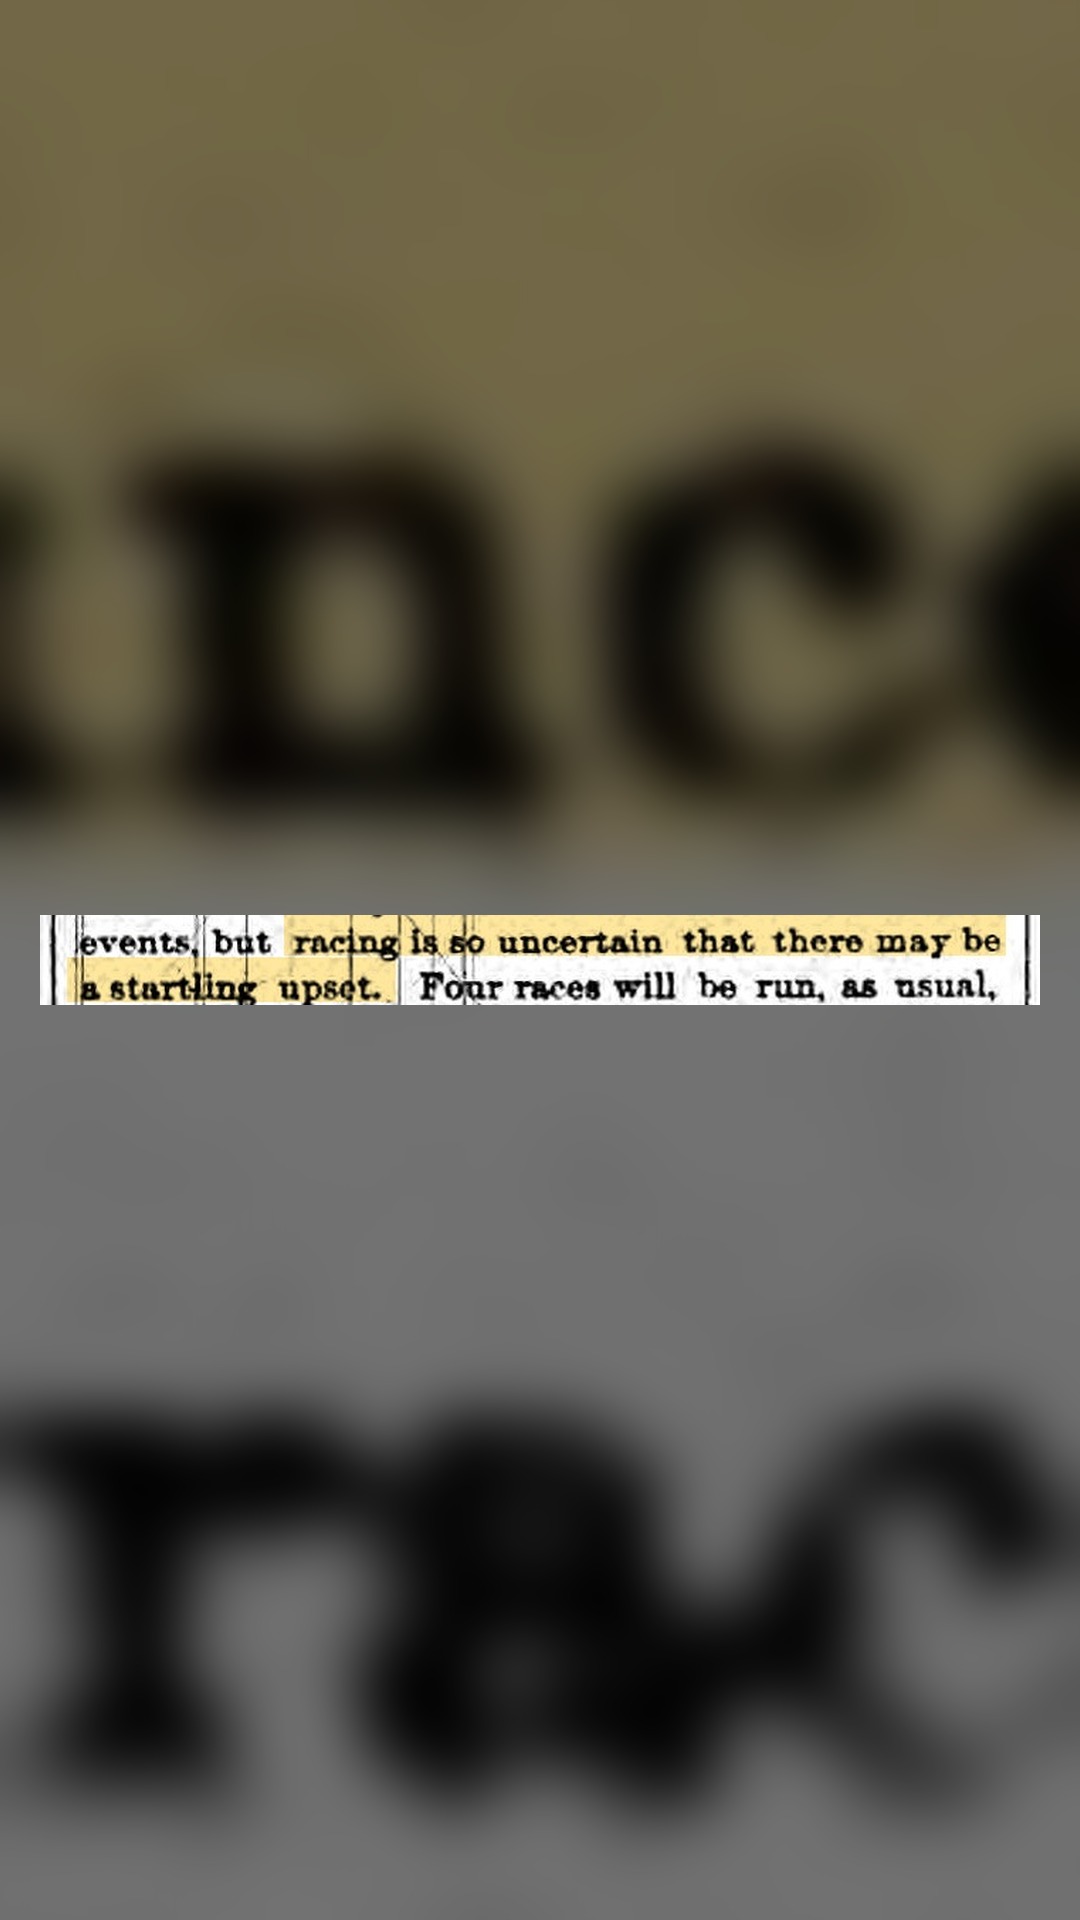 events, but racing is so uncertain that there may be
a startling upset. Four races will be run, as usual,